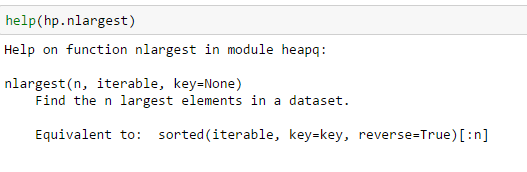 help(hp.nlargest)
Help on function nlargest in module heapq:
nlargest(n, iterable, key=None)
    Find the n largest elements in a dataset.
    Equivalent to:  sorted(iterable, key=key, reverse=True)[:n]